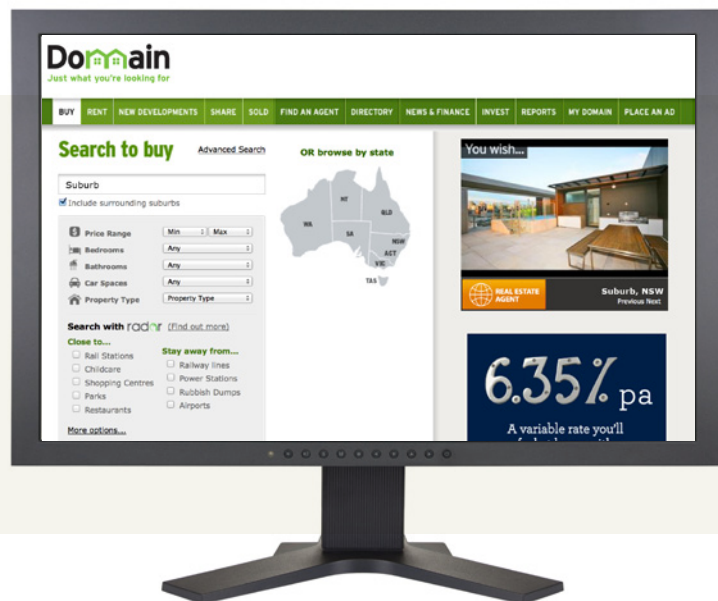 Domain
Just what you're looking for
BUY RENT NEW DEVELOPMENTS SHARE SOLD FIND AN AGENT DIRECTORY NEWS & FINANCE INVEST REPORTS MY DOMAIN PLACE AN AD
Search to buy Advanced Search
Suburb
Include surrounding suburbs
Price Range Min Max
Bedrooms Any
Bathrooms Any
Car Spaces Any
Property Type Property Type
Search with radar (Find out more)
Close to...
Rail Stations
Childcare
Shopping Centres
Parks
Restaurants
More options...
Stay away from...
Railway lines
Power Stations
Rubbish Dumps
Airports
OR browse by state
NT
QLD
WA
SA
NSW
ACT
VIC
TAS
You wish...
REAL ESTATE
AGENT
Suburb, NSW
Previous Next
6.35% pa
A variable rate you'll